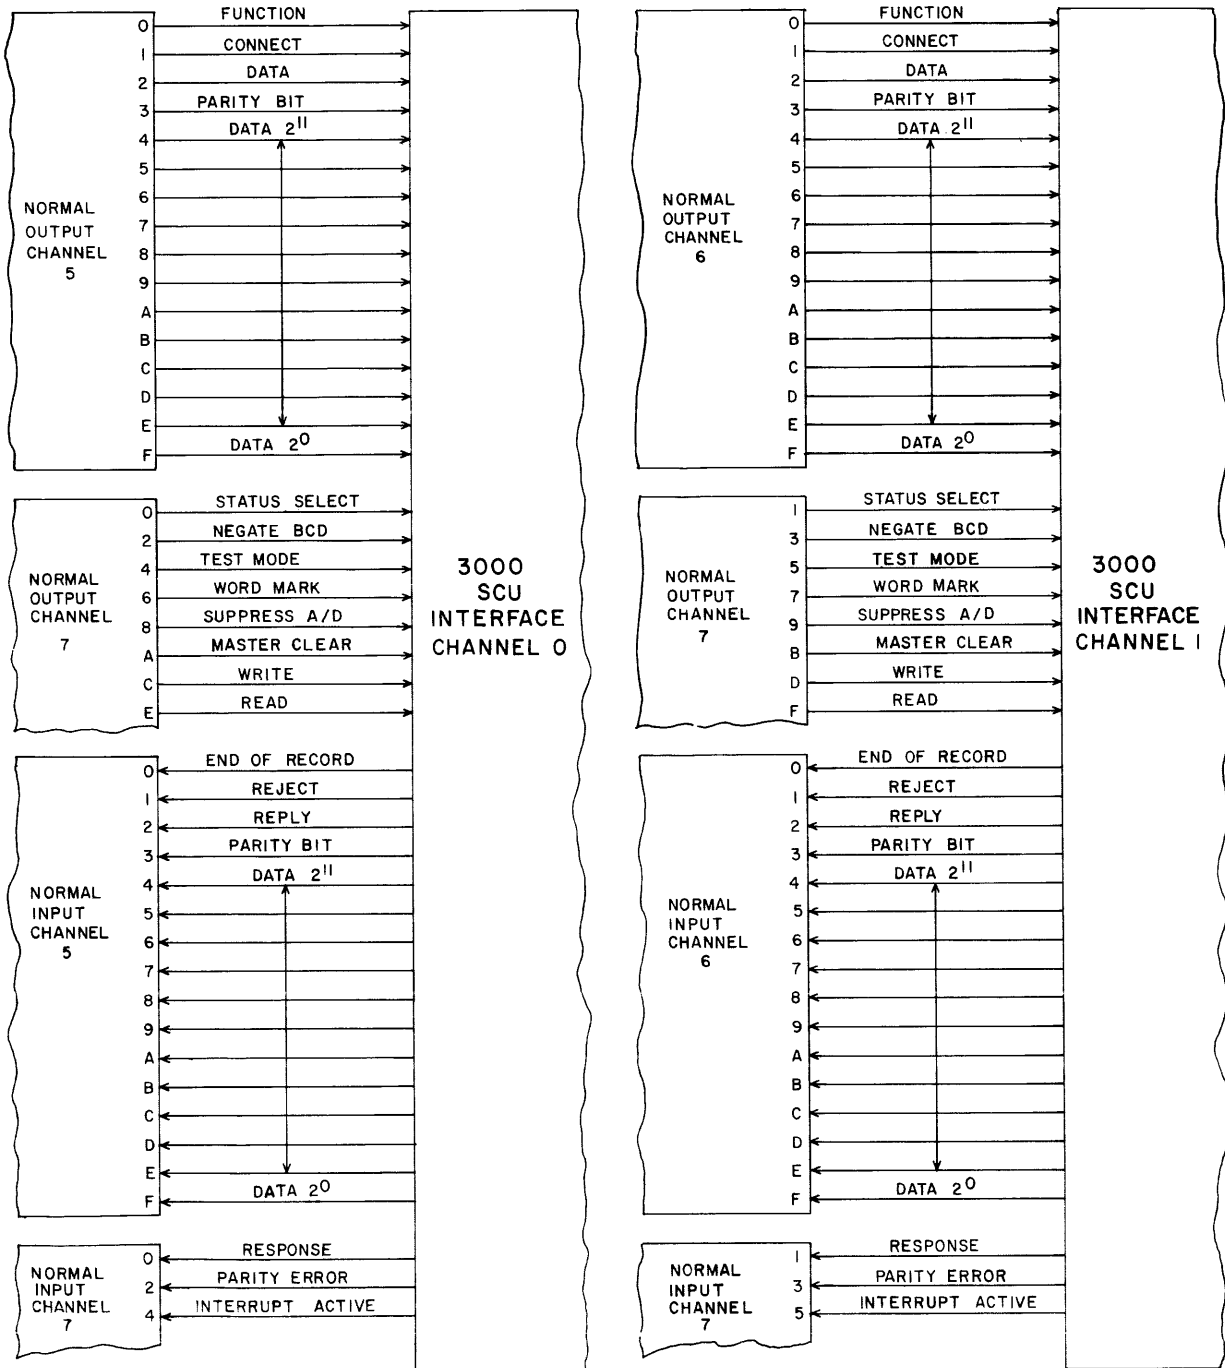 FUNCTION
0
CONNECT
1
DATA
2
PARITY BIT
3
DATA 2¹¹
4
5
6
NORMAL
OUTPUT
CHANNEL
5
7
8
9
A
B
C
D
E
DATA 2⁰
F
STATUS SELECT
0
NEGATE BCD
2
TEST MODE
4
WORD MARK
6
SUPPRESS A/D
8
MASTER CLEAR
A
WRITE
C
READ
E
NORMAL
OUTPUT
CHANNEL
7
3000
SCU
INTERFACE
CHANNEL 0
END OF RECORD
0
REJECT
1
REPLY
2
PARITY BIT
3
DATA 2¹¹
4
NORMAL
INPUT
CHANNEL
5
5
6
7
8
9
A
B
C
D
E
DATA 2⁰
F
RESPONSE
0
PARITY ERROR
2
INTERRUPT ACTIVE
4
NORMAL
INPUT
CHANNEL
7
FUNCTION
0
CONNECT
1
DATA
2
PARITY BIT
3
DATA 2¹¹
4
5
6
NORMAL
OUTPUT
CHANNEL
6
7
8
9
A
B
C
D
E
DATA 2⁰
F
STATUS SELECT
1
NEGATE BCD
3
TEST MODE
5
WORD MARK
7
SUPPRESS A/D
9
MASTER CLEAR
B
WRITE
D
READ
F
NORMAL
OUTPUT
CHANNEL
7
3000
SCU
INTERFACE
CHANNEL 1
END OF RECORD
0
REJECT
1
REPLY
2
PARITY BIT
3
DATA 2¹¹
4
NORMAL
INPUT
CHANNEL
6
5
6
7
8
9
A
B
C
D
E
DATA 2⁰
F
RESPONSE
1
PARITY ERROR
3
INTERRUPT ACTIVE
5
NORMAL
INPUT
CHANNEL
7